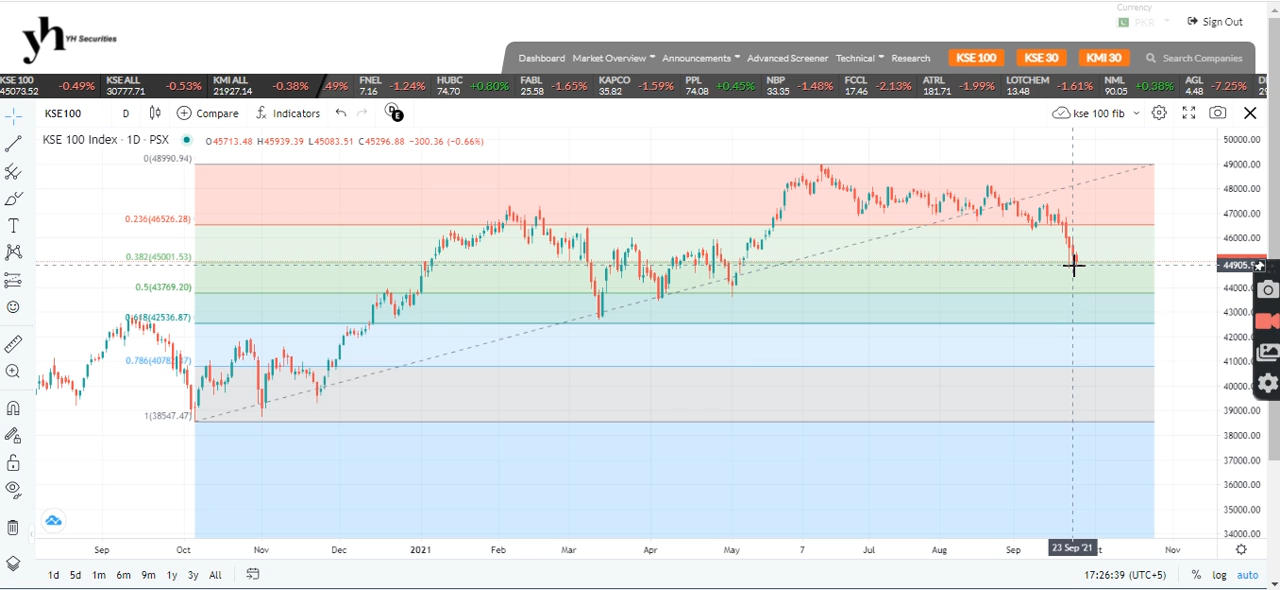 Currency
PKR
Sign Out
yh YH Securities
Dashboard Market Overview Announcements Advanced Screener Technical Research KSE 100 KSE 30 KMI 30 Search Companies
KSE 100 KSE ALL KMI ALL FNEL HUBC FABL KAPCO PPL NBP FCCL ATRL LOTCHEM NML AGL
-0.49% -0.53% -0.38% .49% -1.24% +0.80% -1.65% -1.59% +0.45% -1.48% -2.13% -1.99% -1.61% +0.38% -7.25%
45073.52 30777.71 21927.14 7.16 74.70 25.58 35.82 74.08 33.35 17.46 181.71 13.48 90.05 4.48
KSE100 D Compare Indicators D E kse 100 fib
KSE 100 Index · 1D · PSX O45713.48 H45939.39 L45083.51 C45296.88 -300.36 (-0.66%)
50000.00
0(48990.94)
49000.00
48000.00
0.236(46526.28)
47000.00
46000.00
0.382(45001.53)
44000.00
0.5(43769.20)
43000.00
0.618(42536.87)
42000.00
41000.00
40000.00
39000.00
1(38547.47)
38000.00
37000.00
36000.00
35000.00
34000.00
Sep Oct Nov Dec 2021 Feb Mar Apr May 7 Jul Aug Sep 23 Sep '21 Nov
1d 5d 1m 6m 9m 1y 3y All 17:26:39 (UTC+5) % log auto